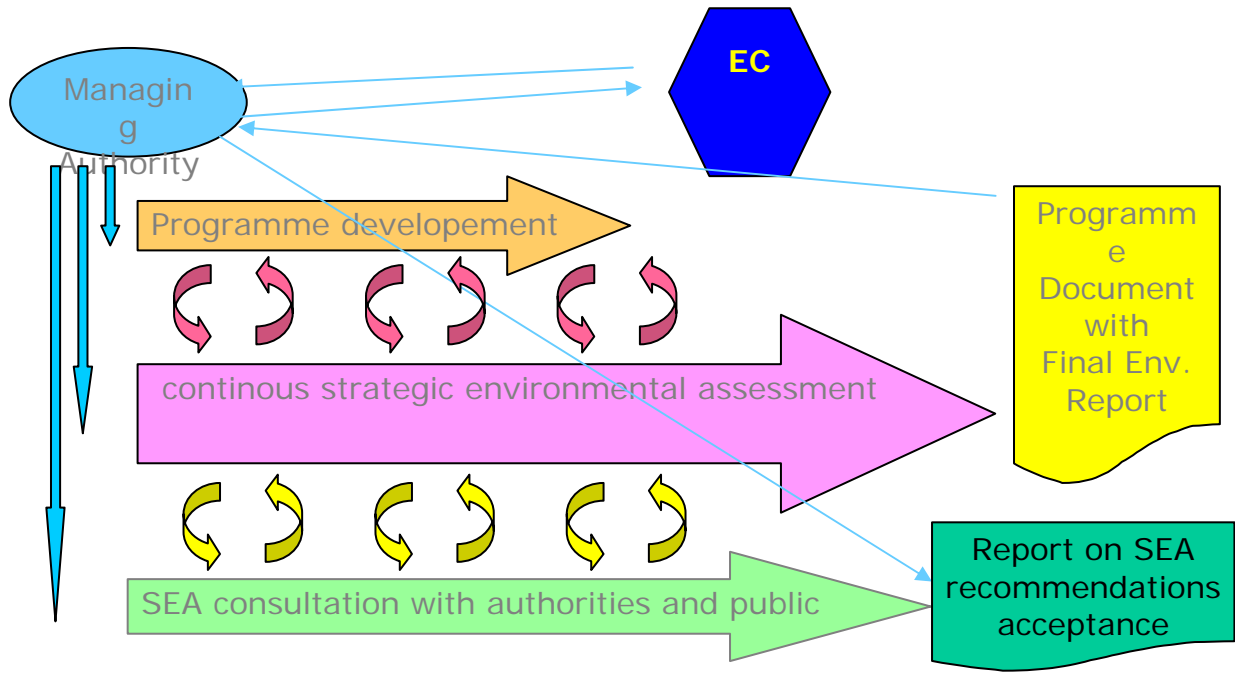 Managin
g
Authority
EC
Programme developement
continous strategic environmental assessment
SEA consultation with authorities and public
Programm
e
Document
with
Final Env.
Report
Report on SEA
recommendations
acceptance